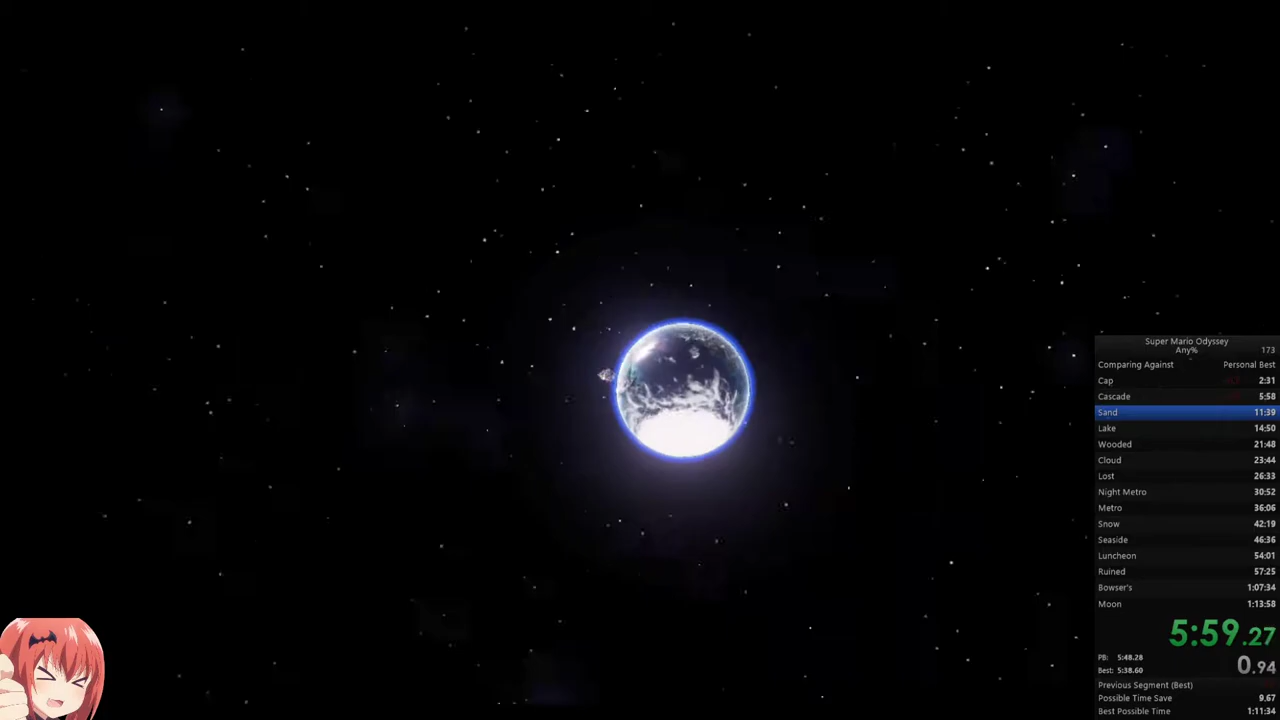 Super Mario Odyssey
Any% 173
Comparing Against Personal Best
Cap 2:31
Cascade 5:58
Sand 11:39
Lake 14:50
Wooded 21:48
Cloud 23:44
Lost 26:33
Night Metro 30:52
Metro 36:06
Snow 42:19
Seaside 46:36
Luncheon 54:01
Ruined 57:25
Bowser's 1:07:34
Moon 1:13:58
5:59.27
PB: 5:48.28
Best: 5:38.60 0.94
Previous Segment (Best)
Possible Time Save 9.67
Best Possible Time 1:11:34